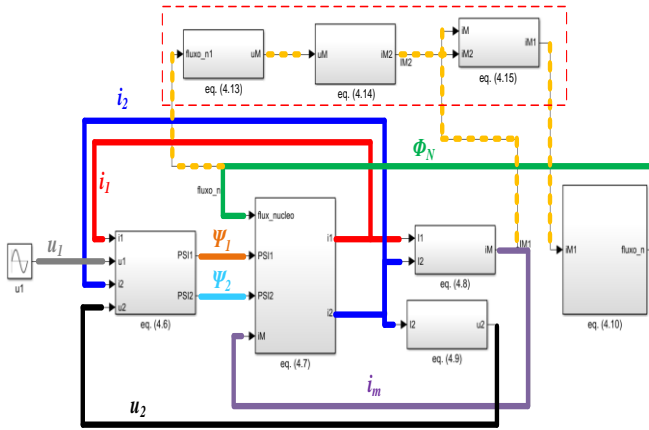 fluxo_n1
uM
eq. (4.13)
uM
iM2
eq. (4.14)
IM2
iM
iM2
iM1
eq. (4.15)
i2
i1
ΦN
fluxo_n
u1
u1
i1
u1
i2
u2
PSI1
PSI2
eq. (4.6)
Ψ1
Ψ2
flux_nucleo
PSI1
PSI2
iM
i1
i2
eq. (4.7)
I1
I2
iM
eq. (4.8)
IM1
I2
u2
eq. (4.9)
iM1
fluxo_n
eq. (4.10)
im
u2